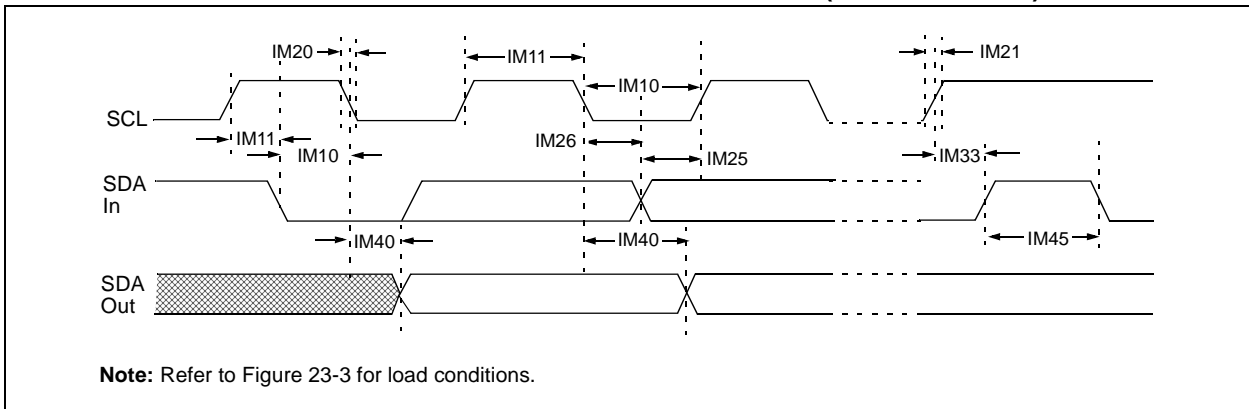 IM20
IM11
IM21
IM10
SCL
IM11
IM26
IM10
IM25
IM33
SDA
In
IM40
IM40
IM45
SDA
Out
Note: Refer to Figure 23-3 for load conditions.